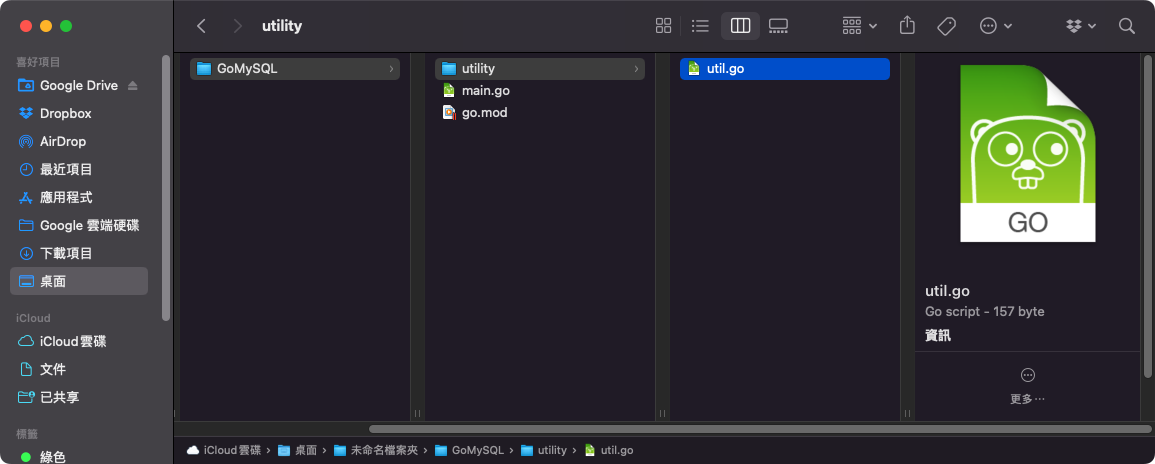 utility
喜好項目
Google Drive
Dropbox
AirDrop
最近項目
應用程式
Google 雲端硬碟
下載項目
桌面
iCloud
iCloud雲碟
文件
已共享
標籤
綠色
GoMySQL
utility
main.go
go.mod
util.go
GO
util.go
Go script - 157 byte
資訊
更多⋯
iCloud雲碟 › 桌面 › 未命名檔案夾 › GoMySQL › utility › util.go